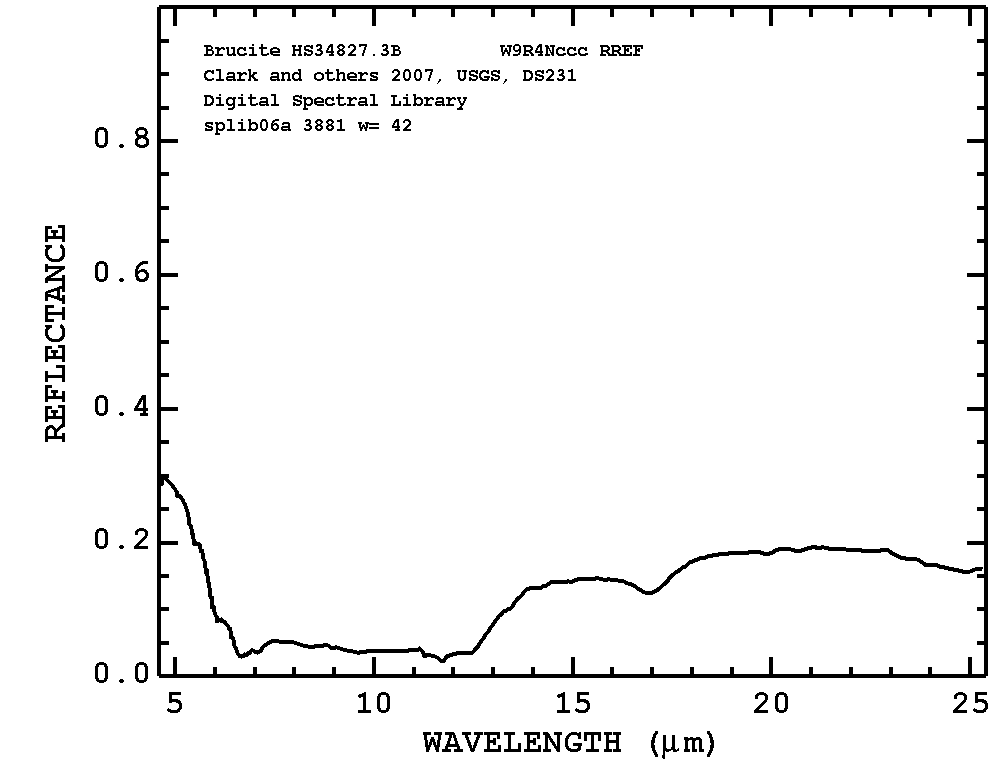 Brucite HS34827.3B W9R4Nccc RREF
Clark and others 2007, USGS, DS231
Digital Spectral Library
splib06a 3881 w= 42
REFLECTANCE
0.8
0.6
0.4
0.2
0.0
5 10 15 20 25
WAVELENGTH (μm)